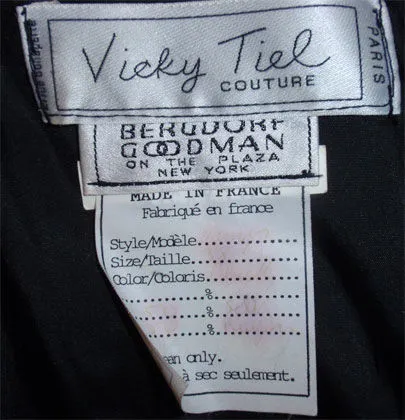 Vicky Tiel
COUTURE
PARIS
BERGDORF
GOODMAN
ON THE PLAZA
NEW YORK
MADE IN FRANCE
Fabriqué en france
Style/Modèle
Size/Taille
Color/Coloris
%
%
%
only.
à sec seulement.